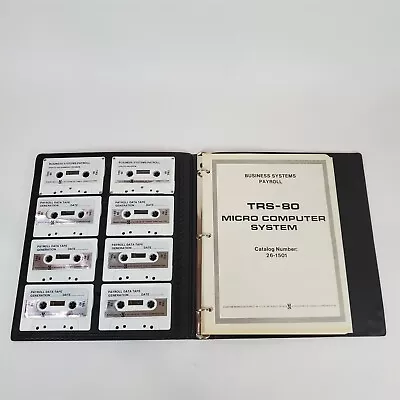 BUSINESS SYSTEMS PAYROLL
BUSINESS SYSTEMS PAYROLL
PAYROLL DATA TAPE
GENERATION DATE
PAYROLL DATA TAPE
GENERATION DATE
PAYROLL DATA TAPE
GENERATION DATE
PAYROLL DATA TAPE
GENERATION DATE
PAYROLL DATA TAPE
GENERATION DATE
PAYROLL DATA TAPE
GENERATION DATE
BUSINESS SYSTEMS
PAYROLL
TRS-80
MICRO COMPUTER
SYSTEM
Catalog Number:
26-1501